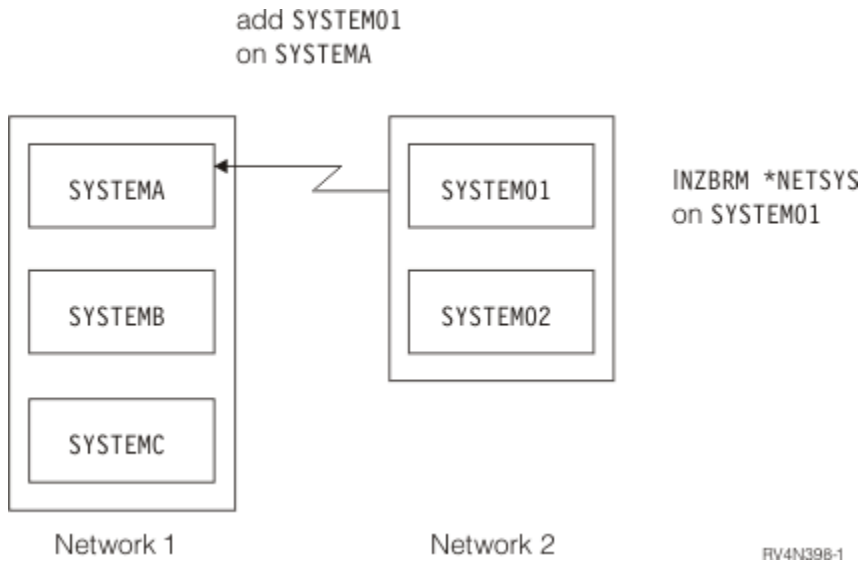 add SYSTEM01
on SYSTEMA
SYSTEMA
SYSTEMB
SYSTEMC
Network 1
SYSTEM01
SYSTEM02
Network 2
INZBRM *NETSYS
on SYSTEM01
RV4N398-1